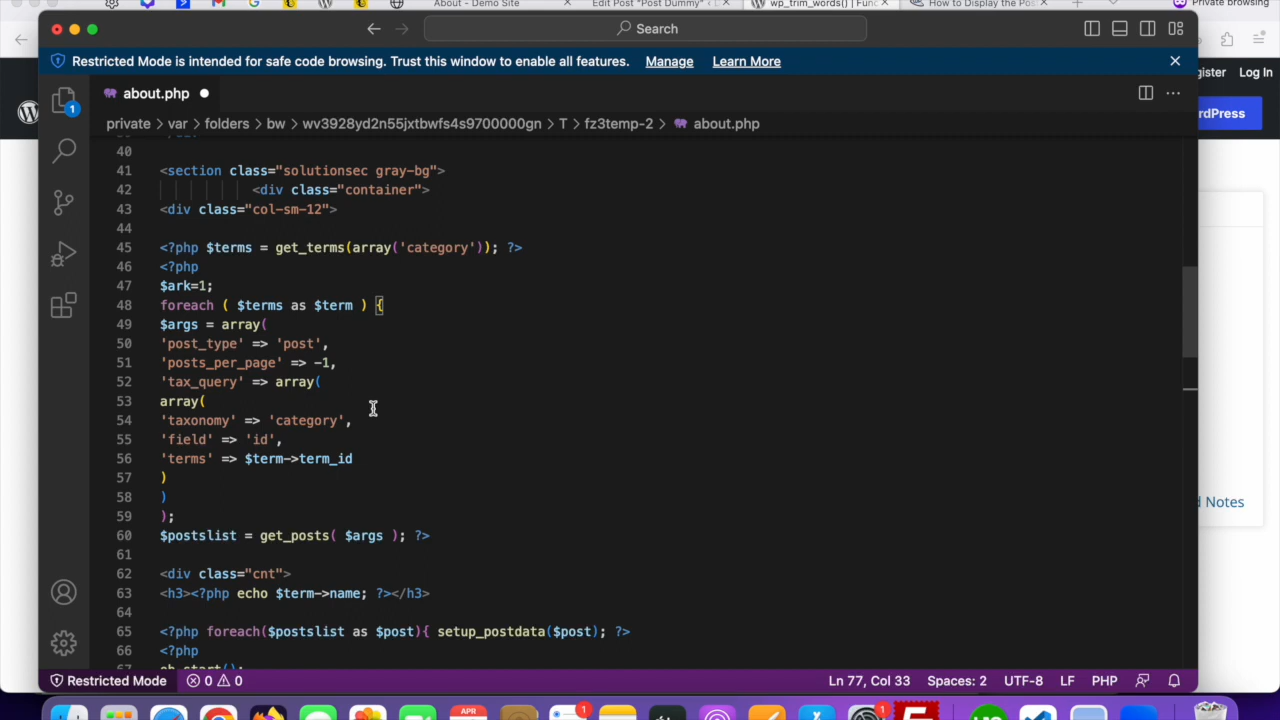 About - Demo Site
Edit Post "Post Dummy" ‹
wp_trim_words() | Func
How to Display the Pos
Private browsing
Search
Restricted Mode is intended for safe code browsing. Trust this window to enable all features. Manage Learn More
gister Log In
about.php
rdPress
private > var > folders > bw > wv3928yd2n55jxtbwfs4s9700000gn > T > fz3temp-2 > about.php
40
41 <section class="solutionsec gray-bg">
42 <div class="container">
43 <div class="col-sm-12">
44
45 <?php $terms = get_terms(array('category')); ?>
46 <?php
47 $ark=1;
48 foreach ( $terms as $term ) {
49 $args = array(
50 'post_type' => 'post',
51 'posts_per_page' => -1,
52 'tax_query' => array(
53 array(
54 'taxonomy' => 'category',
55 'field' => 'id',
56 'terms' => $term->term_id
57 )
58 )
59 );
60 $postslist = get_posts( $args ); ?>
61
62 <div class="cnt">
63 <h3><?php echo $term->name; ?></h3>
64
65 <?php foreach($postslist as $post){ setup_postdata($post); ?>
66 <?php
67 ob_start();
d Notes
1
Restricted Mode 0 0 Ln 77, Col 33 Spaces: 2 UTF-8 LF PHP
APR
1
1